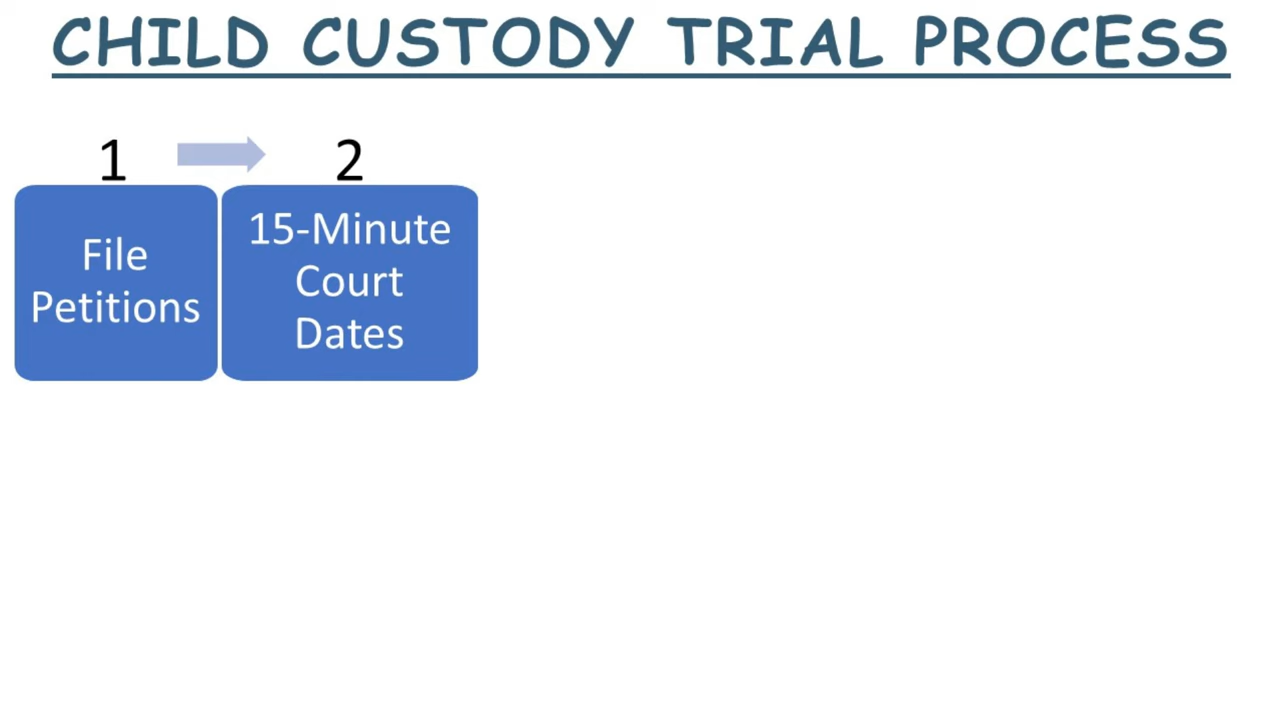 CHILD CUSTODY TRIAL PROCESS
1
2
File
Petitions
15-Minute
Court
Dates